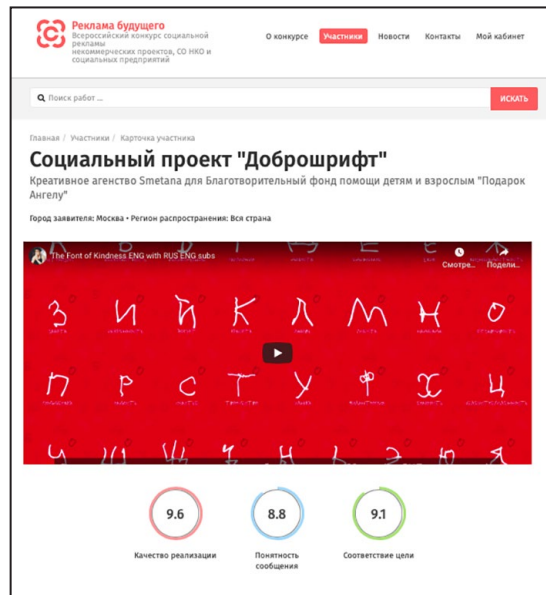 Реклама будущего
Всероссийский конкурс социальной
рекламы
некоммерческих проектов, СО НКО и
социальных предприятий
О конкурсе Участники Новости Контакты Мой кабинет
Поиск работ ...
ИСКАТЬ
Главная / Участники / Карточка участника
Социальный проект "Доброшрифт"
Креативное агенство Smetana для Благотворительный фонд помощи детям и взрослым "Подарок
Ангелу"
Город заявителя: Москва • Регион распространения: Вся страна
The Font of Kindness ENG with RUS ENG subs
Смотре... Подели...
З И Й К Л М Н О
П Р С Т У Ф Х Ц
Ч Ш Щ Ъ Ы Ь Э Ю Я
9.6 8.8 9.1
Качество реализации Понятность Соответствие цели
сообщения